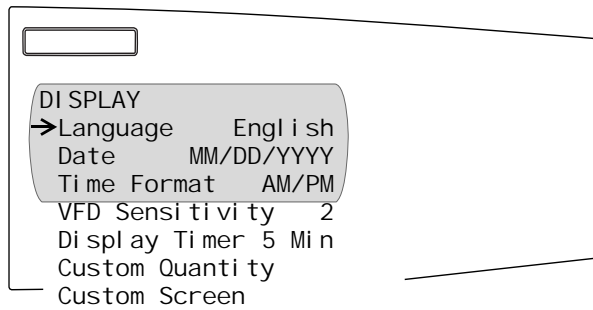 DISPLAY
→Language English
Date MM/DD/YYYY
Time Format AM/PM
VFD Sensitivity 2
Display Timer 5 Min
Custom Quantity
Custom Screen